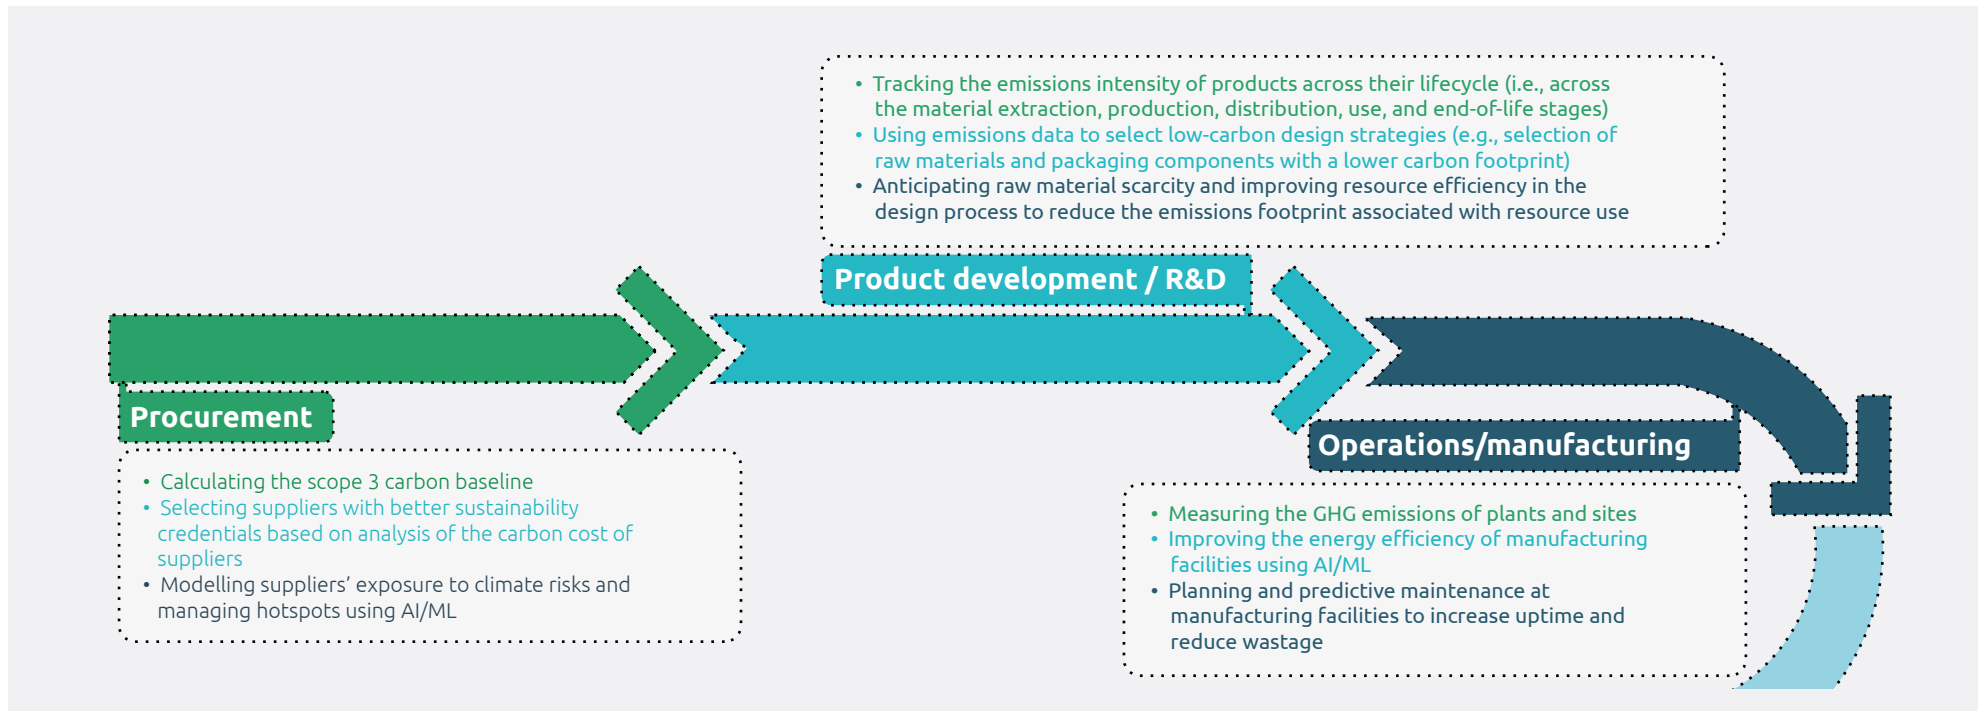 Procurement
• Calculating the scope 3 carbon baseline
• Selecting suppliers with better sustainability
credentials based on analysis of the carbon cost of
suppliers
• Modelling suppliers’ exposure to climate risks and
managing hotspots using AI/ML
• Tracking the emissions intensity of products across their lifecycle (i.e., across
the material extraction, production, distribution, use, and end-of-life stages)
• Using emissions data to select low-carbon design strategies (e.g., selection of
raw materials and packaging components with a lower carbon footprint)
• Anticipating raw material scarcity and improving resource efficiency in the
design process to reduce the emissions footprint associated with resource use
Product development / R&D
Operations/manufacturing
• Measuring the GHG emissions of plants and sites
• Improving the energy efficiency of manufacturing
facilities using AI/ML
• Planning and predictive maintenance at
manufacturing facilities to increase uptime and
reduce wastage